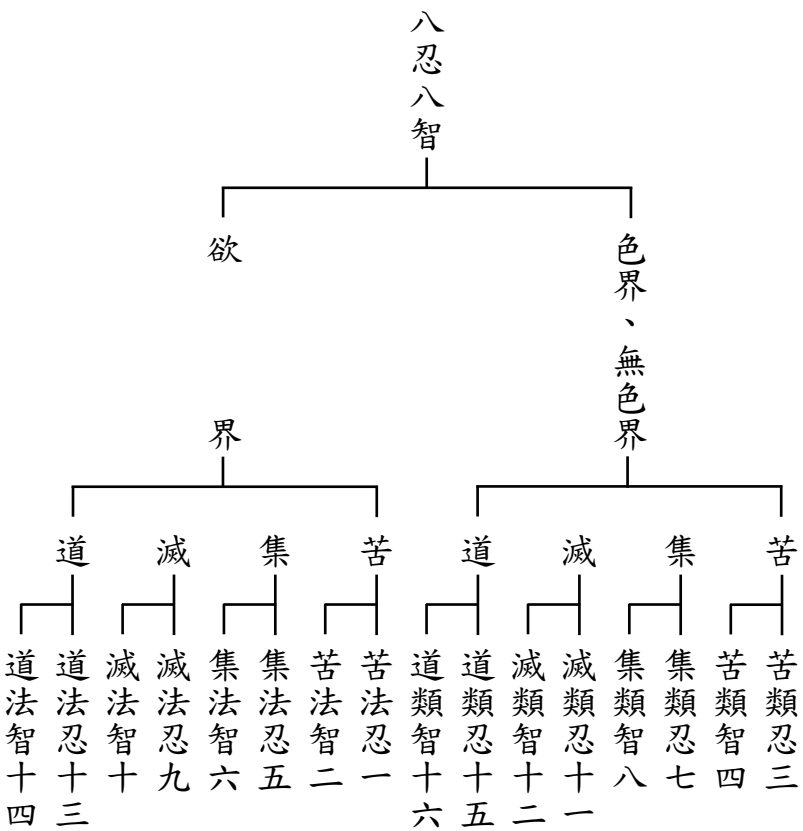 八忍八智
色界、無色界
欲界
苦
集
滅
道
苦
集
滅
道
苦類忍三
苦類智四
集類忍七
集類智八
滅類忍十一
滅類智十二
道類忍十五
道類智十六
苦法忍一
苦法智二
集法忍五
集法智六
滅法忍九
滅法智十
道法忍十三
道法智十四